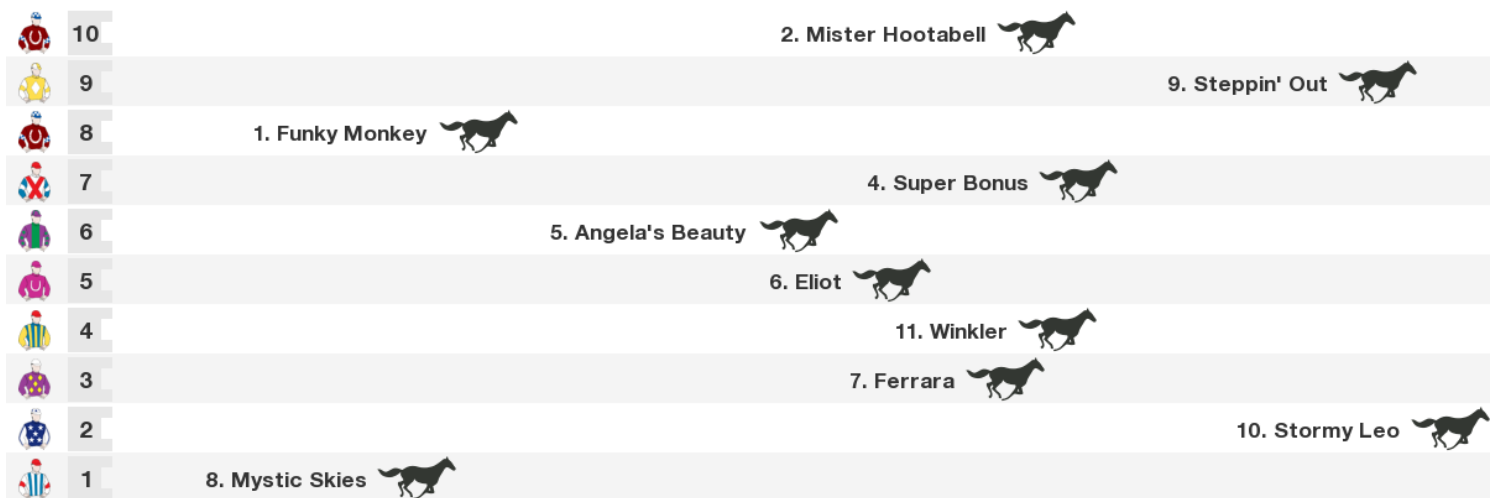 10 2. Mister Hootabell
9 9. Steppin' Out
8 1. Funky Monkey
7 4. Super Bonus
6 5. Angela's Beauty
5 6. Eliot
4 11. Winkler
3 7. Ferrara
2 10. Stormy Leo
1 8. Mystic Skies